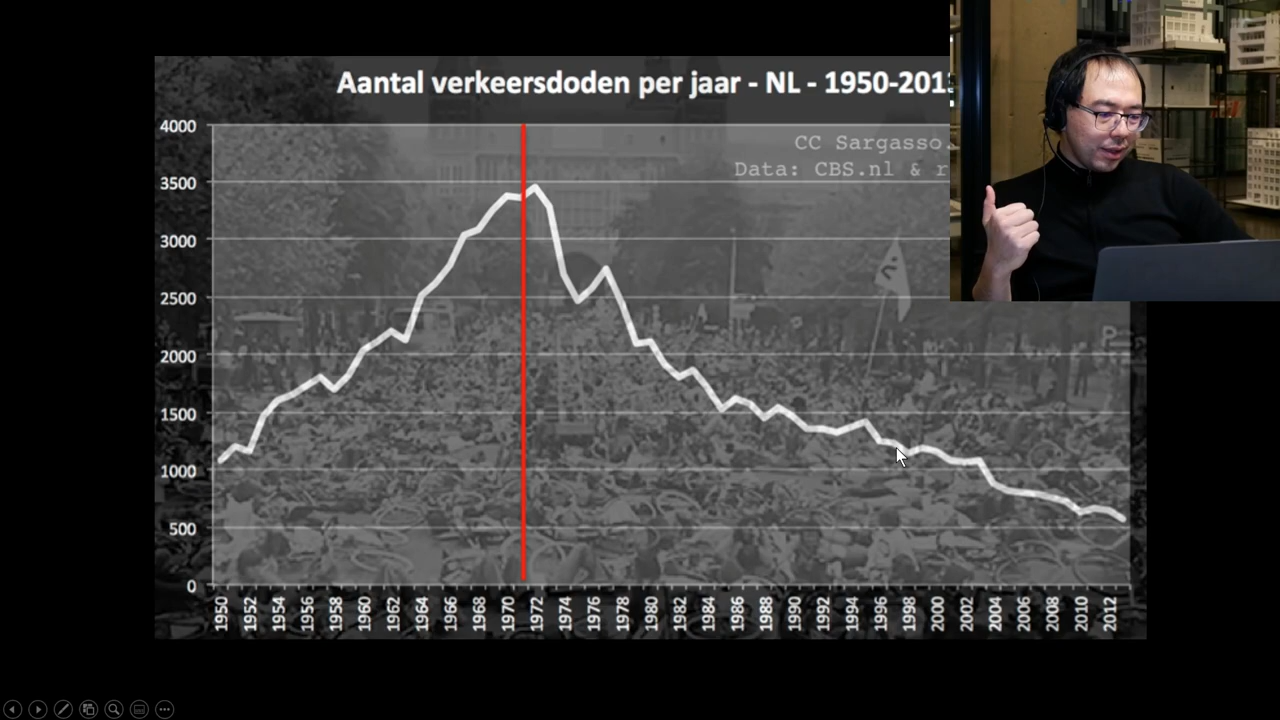 Aantal verkeersdoden per jaar - NL - 1950-201
CC Sargasso.
Data: CBS.nl & r
4000
3500
3000
2500
2000
1500
1000
500
0
1950 1952 1954 1956 1958 1960 1962 1964 1966 1968 1970 1972 1974 1976 1978 1980 1982 1984 1986 1988 1990 1992 1994 1996 1998 2000 2002 2004 2006 2008 2010 2012